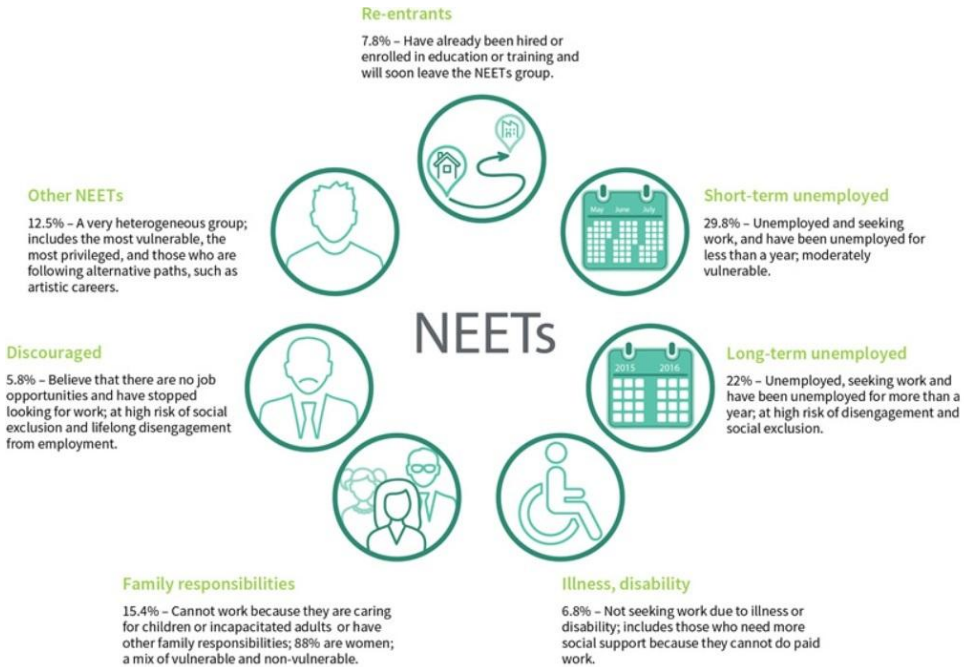 Re-entrants
7.8% – Have already been hired or
enrolled in education or training and
will soon leave the NEETs group.
Other NEETs
12.5% – A very heterogeneous group;
includes the most vulnerable, the
most privileged, and those who are
following alternative paths, such as
artistic careers.
May June July
Short-term unemployed
29.8% – Unemployed and seeking
work, and have been unemployed for
less than a year; moderately
vulnerable.
NEETs
Discouraged
5.8% – Believe that there are no job
opportunities and have stopped
looking for work; at high risk of social
exclusion and lifelong disengagement
from employment.
2015 2016
Long-term unemployed
22% – Unemployed, seeking work and
have been unemployed for more than a
year; at high risk of disengagement and
social exclusion.
Family responsibilities
15.4% – Cannot work because they are caring
for children or incapacitated adults or have
other family responsibilities; 88% are women;
a mix of vulnerable and non-vulnerable.
Illness, disability
6.8% – Not seeking work due to illness or
disability; includes those who need more
social support because they cannot do paid
work.